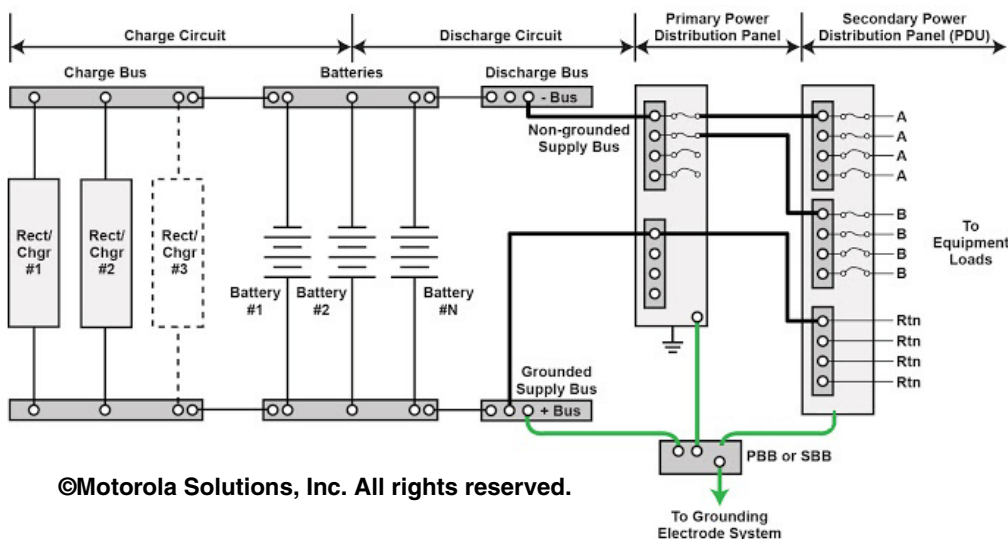 Charge Circuit
Discharge Circuit
Primary Power
Distribution Panel
Secondary Power
Distribution Panel (PDU)
Charge Bus
Batteries
Discharge Bus
- Bus
Non-grounded
Supply Bus
A
A
A
A
B
B
B
B
To
Equipment
Loads
Rect/
Chgr
#1
Rect/
Chgr
#2
Rect/
Chgr
#3
Battery
#1
Battery
#2
Battery
#N
Rtn
Rtn
Rtn
Rtn
Grounded
Supply Bus
+ Bus
PBB or SBB
©Motorola Solutions, Inc. All rights reserved.
To Grounding
Electrode System